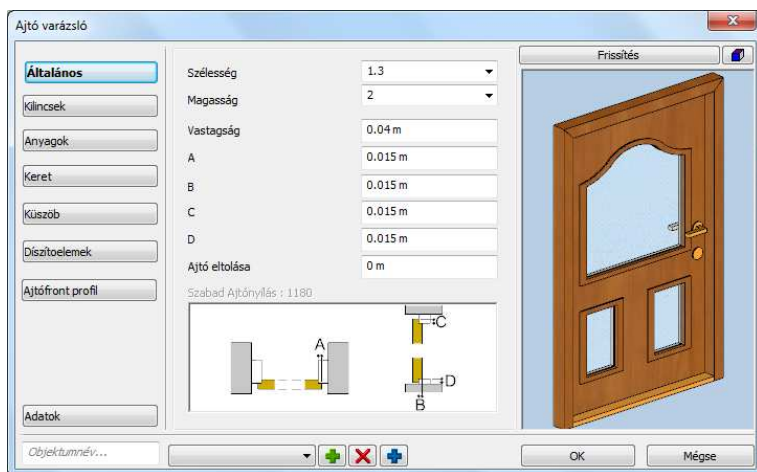 Ajtó varázsló
Általános
Kilincsek
Anyagok
Keret
Küszöb
Díszítoelemek
Ajtófront profil
Adatok
Objektumnév...
Szélesség 1.3
Magasság 2
Vastagság 0.04 m
A 0.015 m
B 0.015 m
C 0.015 m
D 0.015 m
Ajtó eltolása 0 m
Szabad Ajtónyílás : 1180
A
C
D
B
Frissítés
OK Mégse